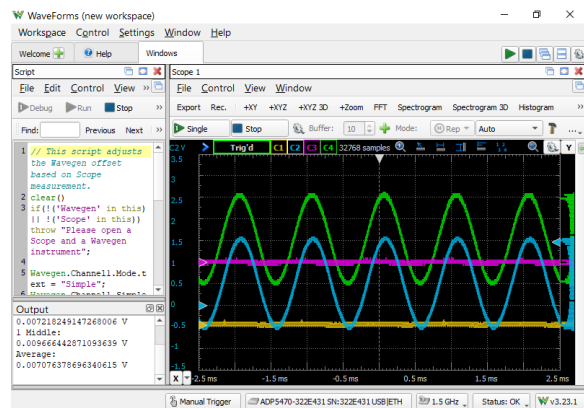 WaveForms (new workspace)
Workspace Control Settings Window Help
Welcome Help Windows
Script
File Edit Control View »
Debug Run Stop »
Find: Previous Next »
1 // This script adjusts
the Wavegen offset
based on Scope
measurement.
2 clear()
3 if(!('Wavegen' in this)
|| !('Scope' in this))
throw "Please open a
Scope and a Wavegen
instrument";
4
5 Wavegen.Channel1.Mode.t
ext = "Simple";
6 Wavegen.Channel1.Simple
Output
0.007218249147268006 V
1 Middle:
0.009666442871093639 V
Average:
0.007076378696340615 V
Scope 1
File Control View Window
Export Rec. +XY +XYZ +XYZ 3D +Zoom FFT Spectrogram Spectrogram 3D Histogram »
Single Stop Buffer: 10 Mode: Rep Auto
C2 V Trig'd C1 C2 C3 C4 32768 samples Y
3.5
3
2.5
2
1.5
1
0.5
0
-0.5
-1
-1.5
X -2.5 ms -1.5 ms -0.5 ms 0.5 ms 1.5 ms 2.5 ms
Manual Trigger ADP5470-322E431 SN:322E431 USB|ETH 1.5 GHz Status: OK v3.23.1